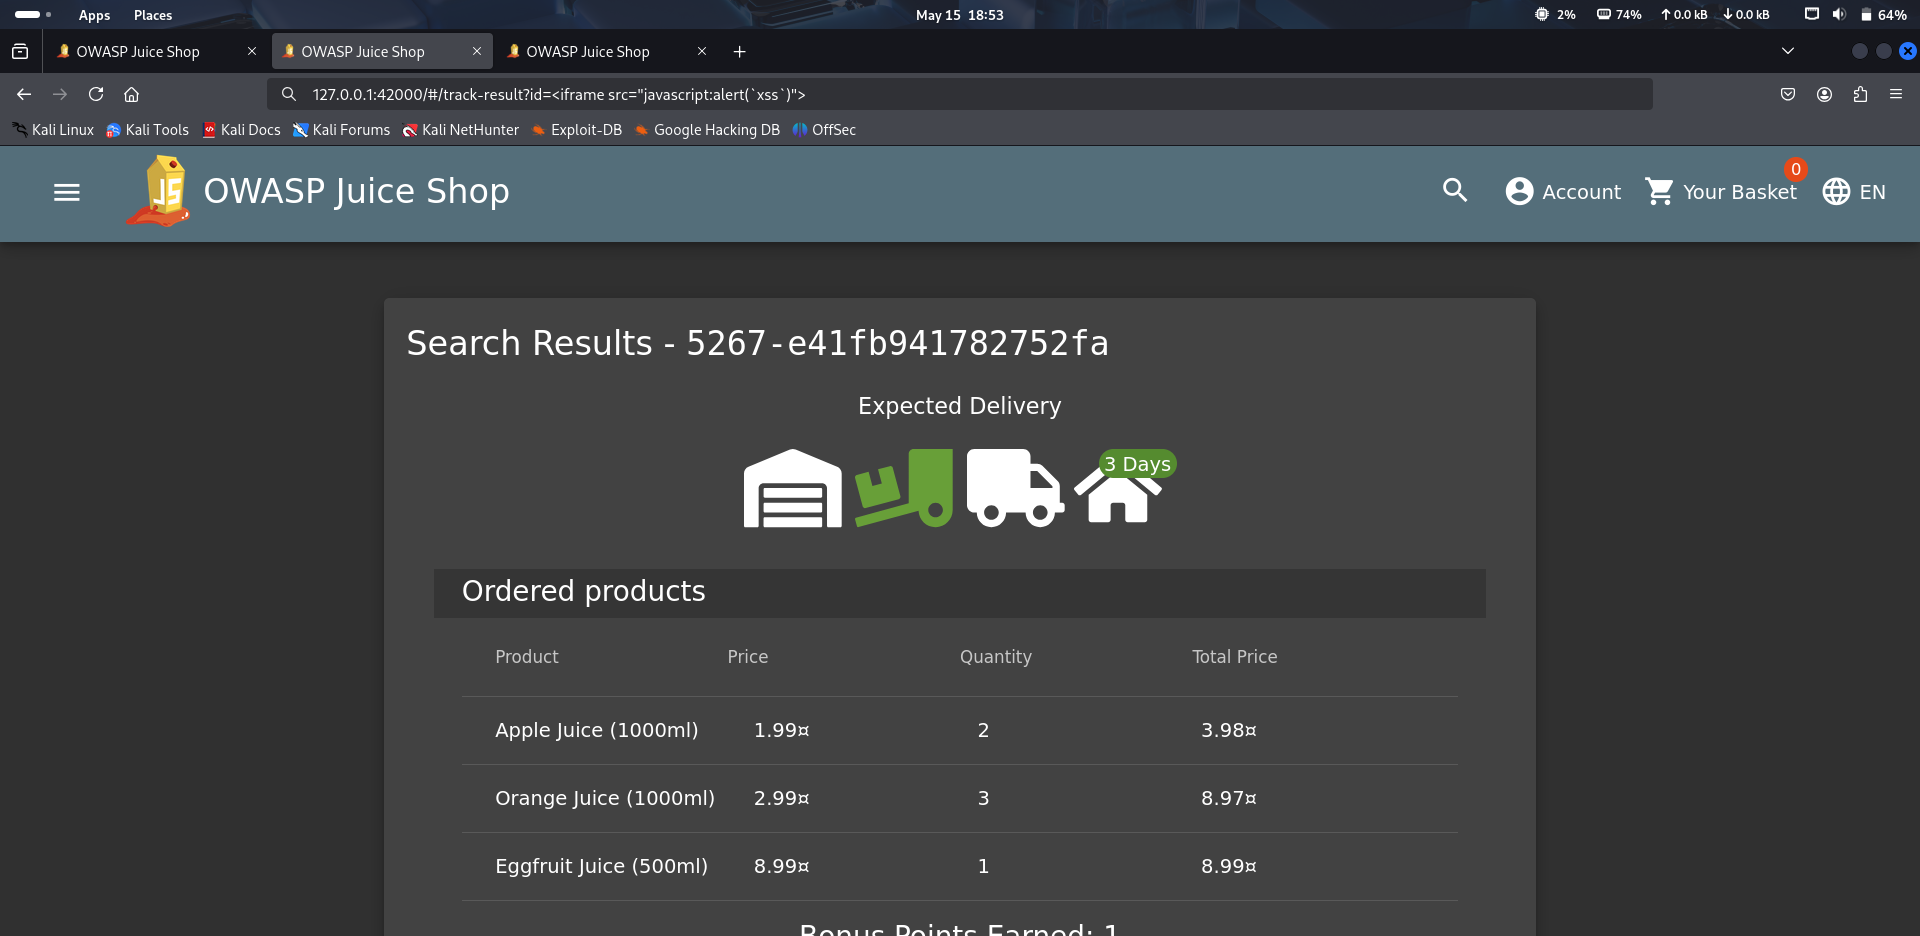 Apps Places May 15 18:53 2% 74% 0.0 kB 0.0 kB 64%
OWASP Juice Shop OWASP Juice Shop OWASP Juice Shop
127.0.0.1:42000/#/track-result?id=<iframe src="javascript:alert(`xss`)">
Kali Linux Kali Tools Kali Docs Kali Forums Kali NetHunter Exploit-DB Google Hacking DB OffSec
JS OWASP Juice Shop Account Your Basket 0 EN
Search Results - 5267-e41fb941782752fa
Expected Delivery
3 Days
Ordered products
Product Price Quantity Total Price
Apple Juice (1000ml) 1.99¤ 2 3.98¤
Orange Juice (1000ml) 2.99¤ 3 8.97¤
Eggfruit Juice (500ml) 8.99¤ 1 8.99¤
Bonus Points Earned: 1